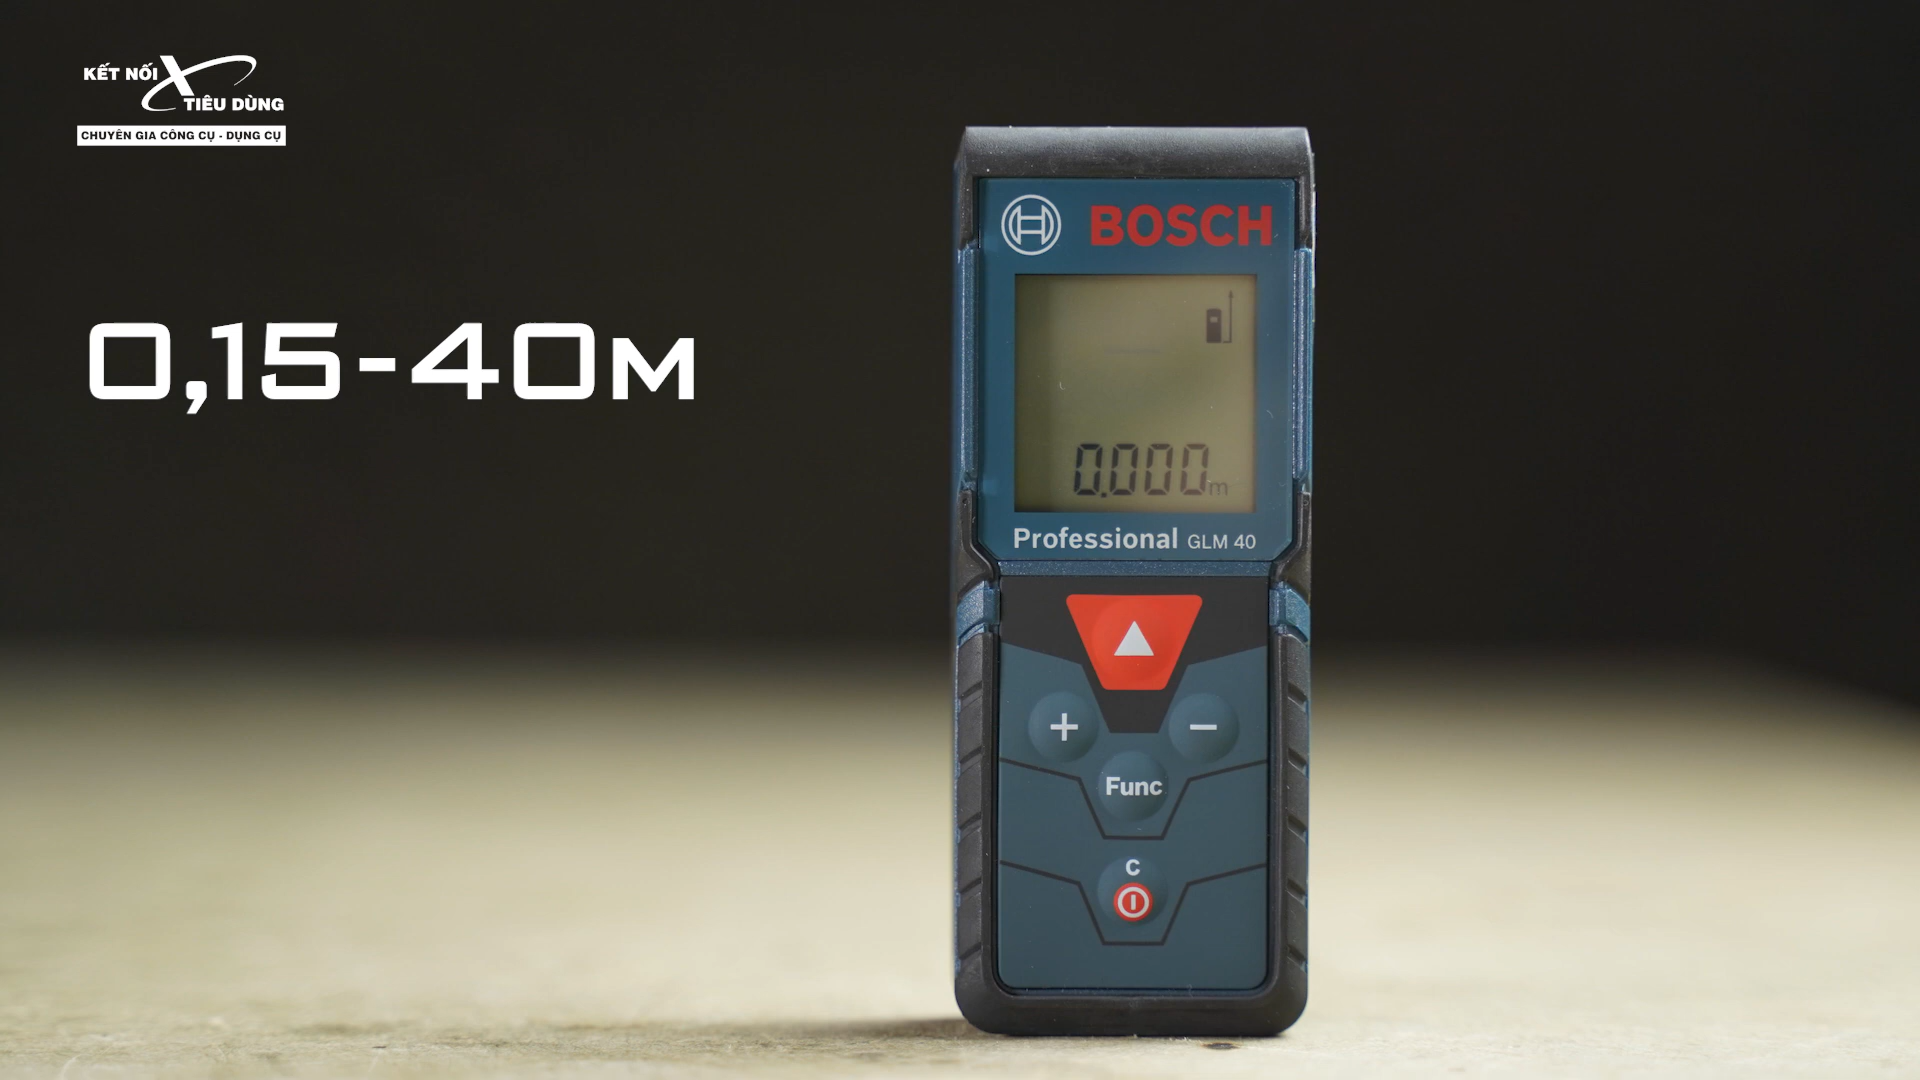 KẾT NỐI
TIÊU DÙNG
CHUYÊN GIA CÔNG CỤ - DỤNG CỤ
0,15-40M
BOSCH
0.000m
Professional GLM 40
+ −
Func
C